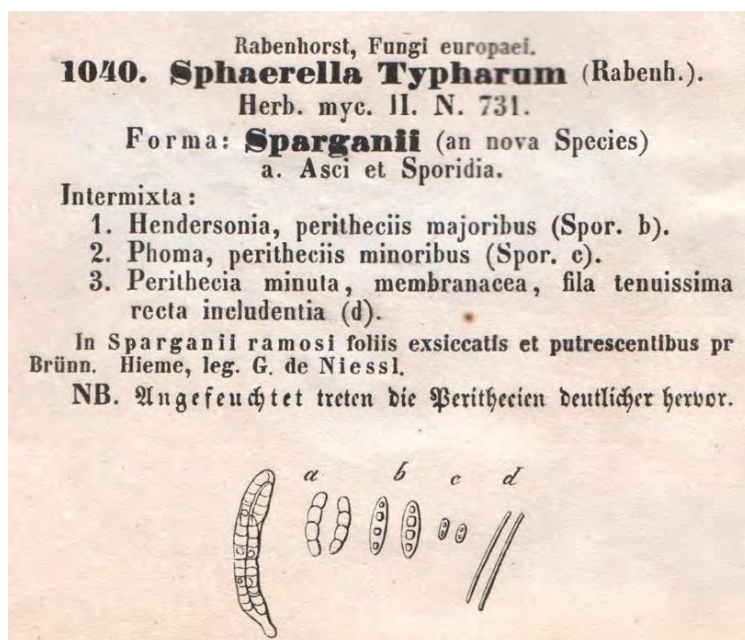 Rabenhorst, Fungi europaei.
1040. Sphaerella Typharum (Rabenh.).
Herb. myc. II. N. 731.
Forma: Sparganii (an nova Species)
a. Asci et Sporidia.
Intermixta:
1. Hendersonia, peritheciis majoribus (Spor. b).
2. Phoma, peritheciis minoribus (Spor. c).
3. Perithecia minuta, membranacea, fila tenuissima
recta includentia (d).
In Sparganii ramosi foliis exsiccatis et putrescentibus pr
Brünn. Hieme, leg. G. de Niessl.
NB. Angefeuchtet treten die Perithecien deutlicher hervor.
a b c d